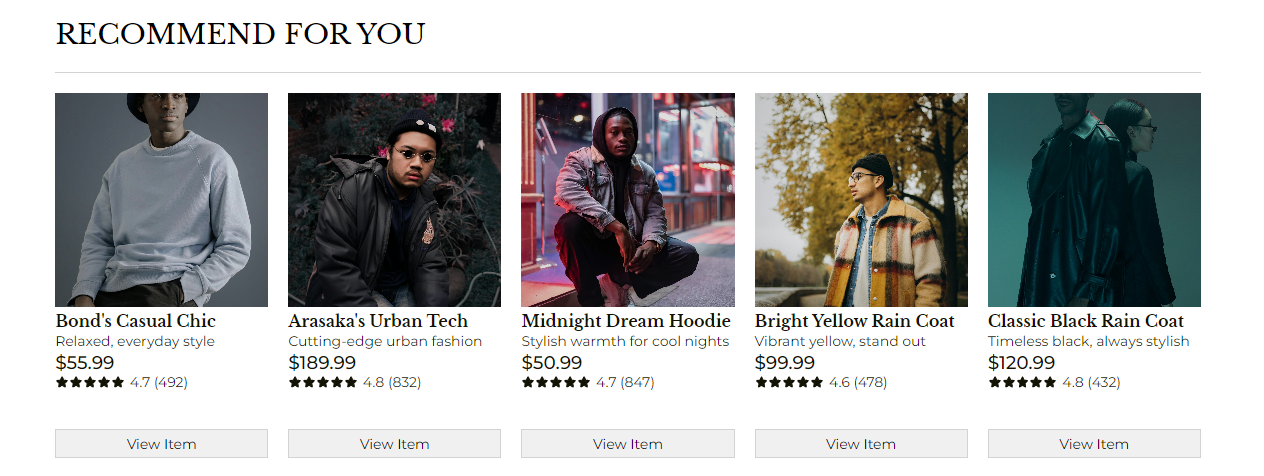 RECOMMEND FOR YOU
Bond's Casual Chic
Relaxed, everyday style
$55.99
4.7 (492)
View Item
Arasaka's Urban Tech
Cutting-edge urban fashion
$189.99
4.8 (832)
View Item
Midnight Dream Hoodie
Stylish warmth for cool nights
$50.99
4.7 (847)
View Item
Bright Yellow Rain Coat
Vibrant yellow, stand out
$99.99
4.6 (478)
View Item
Classic Black Rain Coat
Timeless black, always stylish
$120.99
4.8 (432)
View Item